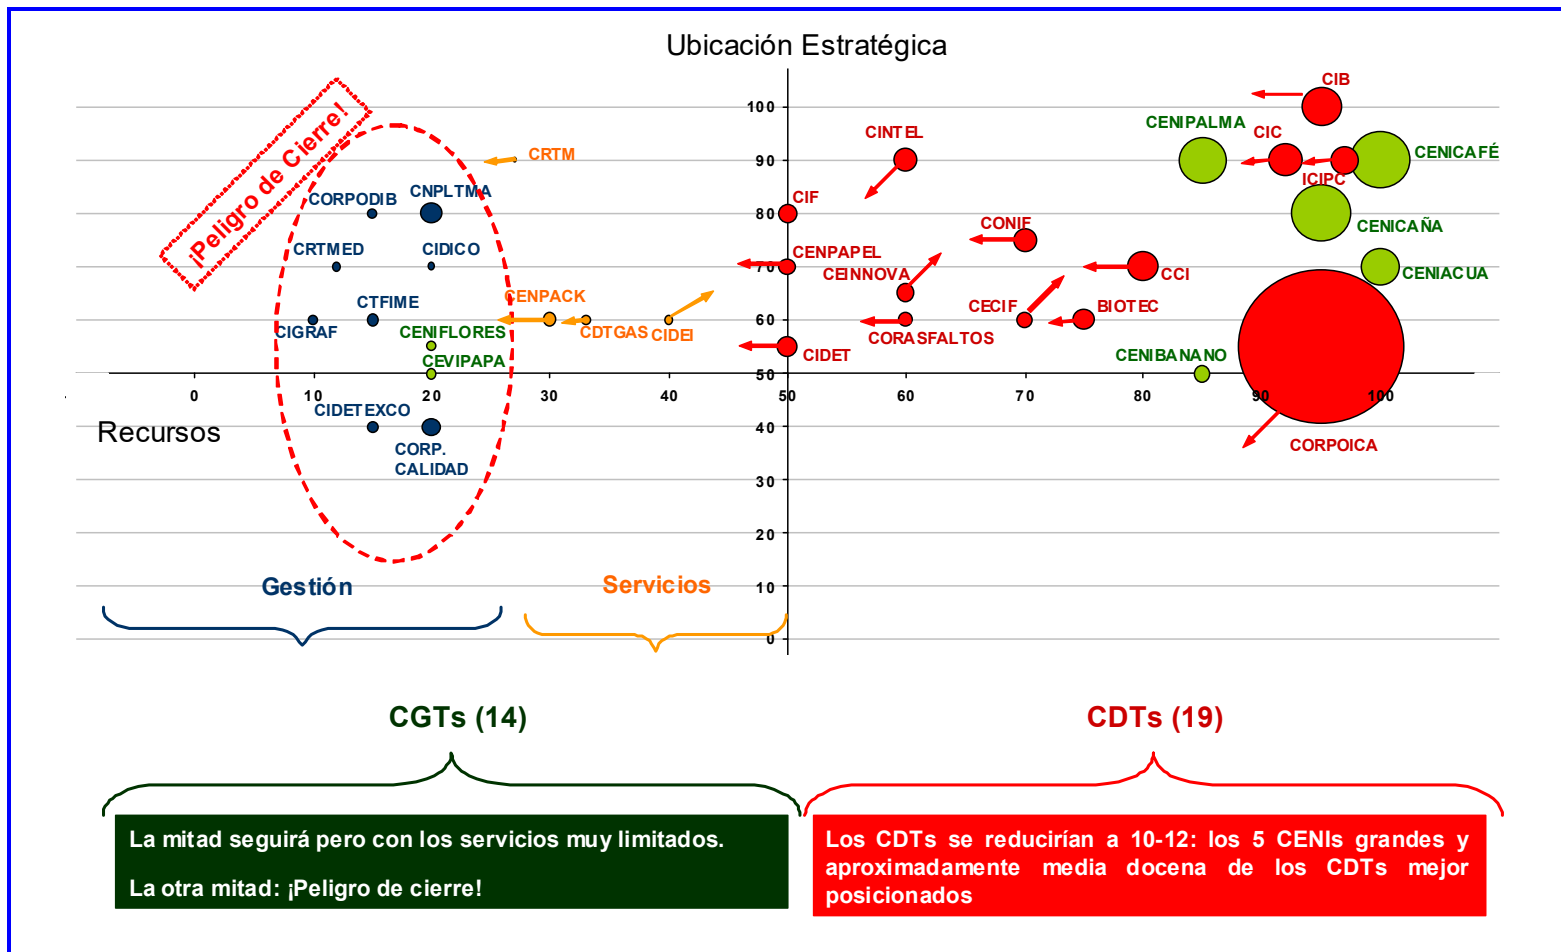 Ubicación Estratégica
¡Peligro de Cierre!
CIB
100
CENIPALMA
CINTEL
CIC
CENICAFÉ
CRTM
90
ICIPC
CORPODIB
CNPLTMA
CIF
80
CONIF
CENICAÑA
CRTMED
CIDICO
CENPAPEL
70
CEINNOVA
CCI
CENIACUA
CTFIME
CENPACK
CECIF
BIOTEC
CIGRAF
CENIFLORES
CDTGAS
CIDEI
60
CORASFALTOS
CEVIPAPA
CIDET
CENIBANANO
50
0
10
20
30
40
50
60
70
80
90
100
Recursos
CIDETEXCO
40
CORP.
CALIDAD
CORPOICA
30
20
10
0
Gestión
Servicios
CGTs (14)
CDTs (19)
La mitad seguirá pero con los servicios muy limitados.
La otra mitad: ¡Peligro de cierre!
Los CDTs se reducirían a 10-12: los 5 CENIs grandes y
aproximadamente media docena de los CDTs mejor
posicionados